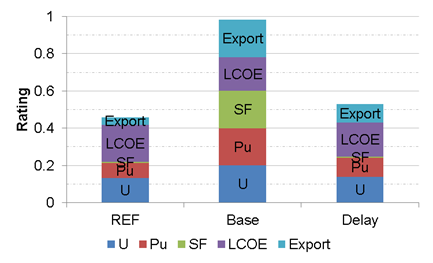 1
0.8
0.6
0.4
0.2
0
Rating
Export
LCOE
SF
Pu
U
Export
LCOE
SF
Pu
U
Export
LCOE
SF
Pu
U
REF Base Delay
U Pu SF LCOE Export